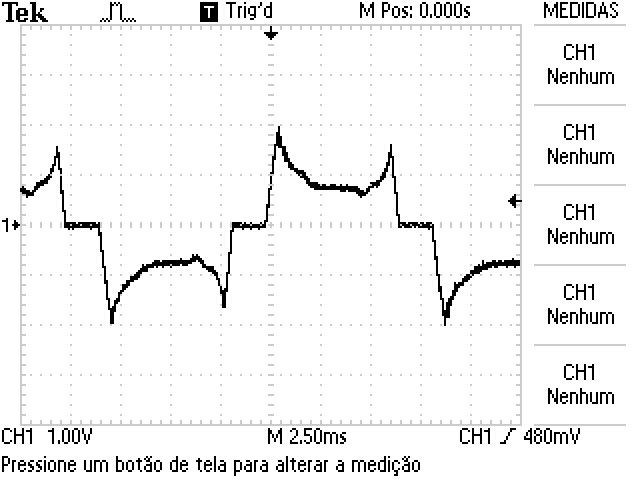 Tek T Trig'd M Pos: 0.000s MEDIDAS
CH1
Nenhum
CH1
Nenhum
CH1
Nenhum
CH1
Nenhum
CH1
Nenhum
1
CH1 1.00V M 2.50ms CH1 480mV
Pressione um botão de tela para alterar a medição